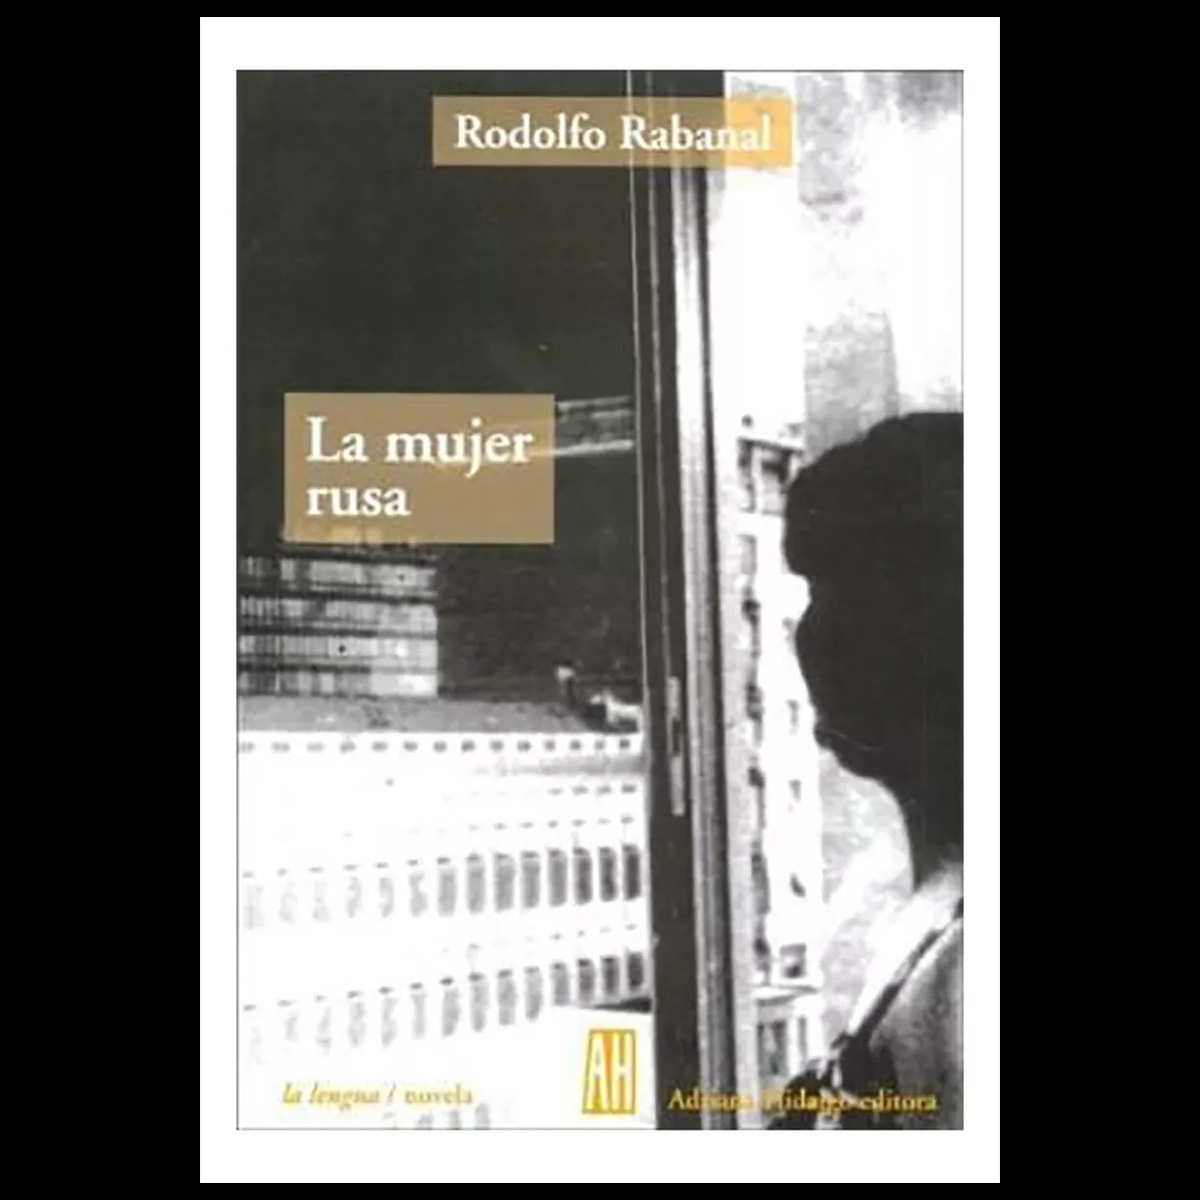 Rodolfo Rabanal
La mujer
rusa
AH
la lengua / novela
Adriana Hidalgo editora